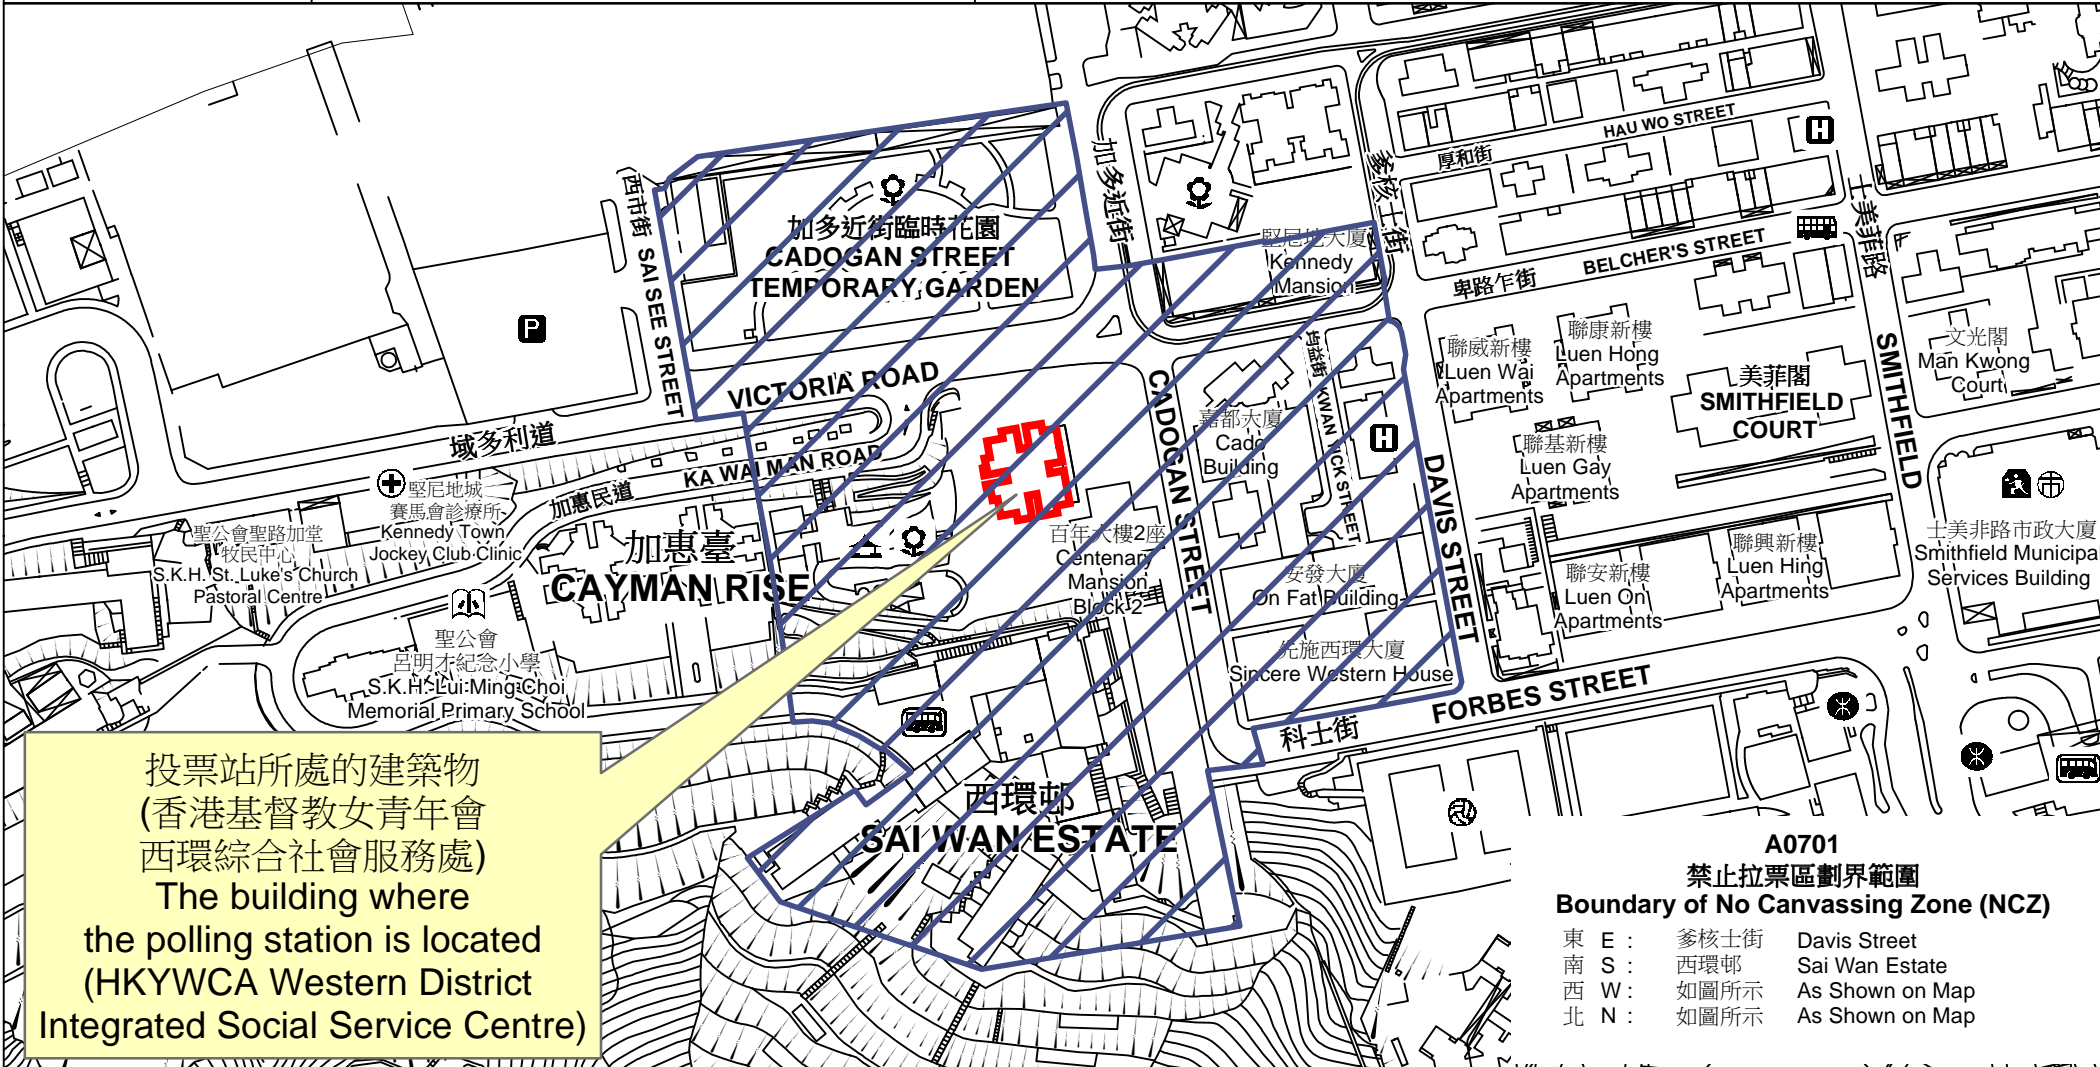 HAU WO STREET
厚和街
加多近街
爹核士街
士美菲路
西市街 SAI SEE STREET
加多近街臨時花園
CADOGAN STREET
TEMPORARY GARDEN
堅尼地大廈
Kennedy
Mansion
BELCHER'S STREET
卑路乍街
P
H
H
聯威新樓
Luen Wai
Apartments
聯康新樓
Luen Hong
Apartments
美菲閣
SMITHFIELD
COURT
SMITHFIELD
文光閣
Man Kwong
Court
VICTORIA ROAD
域多利道
KA WAI MAN ROAD
加惠民道
CADOGAN STREET
嘉都大廈
Cado
Building
均益街 KWAN YICK STREET
DAVIS STREET
聯基新樓
Luen Gay
Apartments
堅尼地城
賽馬會診療所
Kennedy Town
Jockey Club Clinic
聖公會聖路加堂
牧民中心
S.K.H. St. Luke's Church
Pastoral Centre
加惠臺
CAYMAN RISE
百年大樓2座
Centenary
Mansion
Block 2
安發大廈
On Fat Building
聯安新樓
Luen On
Apartments
聯興新樓
Luen Hing
Apartments
士美非路市政大廈
Smithfield Municipa
Services Building
聖公會
呂明才紀念小學
S.K.H. Lui Ming Choi
Memorial Primary School
先施西環大廈
Sincere Western House
FORBES STREET
科士街
西環邨
SAI WAN ESTATE
投票站所處的建築物
(香港基督教女青年會
西環綜合社會服務處)
The building where
the polling station is located
(HKYWCA Western District
Integrated Social Service Centre)
A0701
禁止拉票區劃界範圍
Boundary of No Canvassing Zone (NCZ)
東 E : 爹核士街 Davis Street
南 S : 西環邨 Sai Wan Estate
西 W : 如圖所示 As Shown on Map
北 N : 如圖所示 As Shown on Map